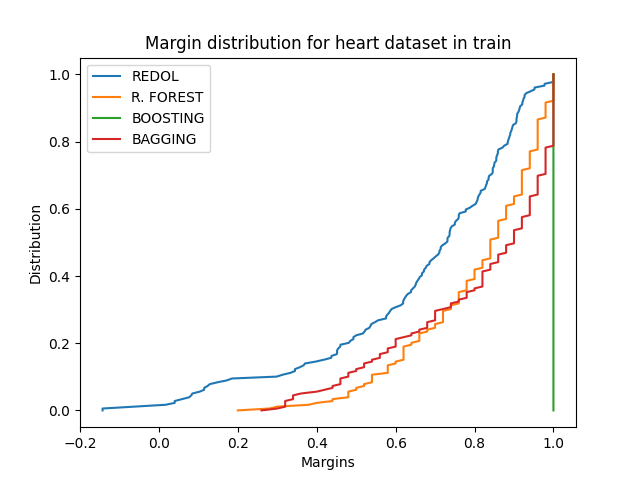 Margin distribution for heart dataset in train
REDOL
R. FOREST
BOOSTING
BAGGING
Distribution
1.0
0.8
0.6
0.4
0.2
0.0
−0.2 0.0 0.2 0.4 0.6 0.8 1.0
Margins